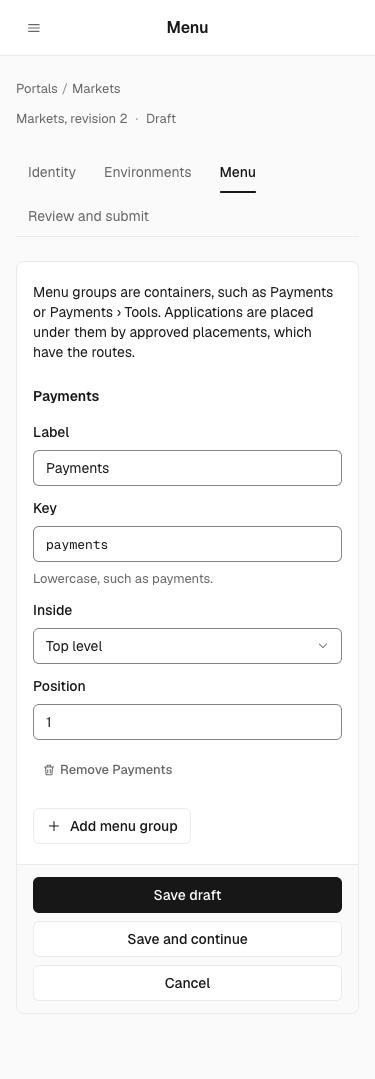 Menu
Portals / Markets
Markets, revision 2 · Draft
Identity Environments Menu
Review and submit
Menu groups are containers, such as Payments
or Payments › Tools. Applications are placed
under them by approved placements, which
have the routes.
Payments
Label
Payments
Key
payments
Lowercase, such as payments.
Inside
Top level
Position
1
Remove Payments
Add menu group
Save draft
Save and continue
Cancel